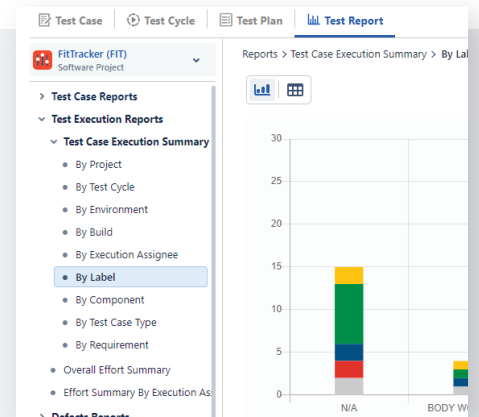 Test Case
Test Cycle
Test Plan
Test Report
FitTracker (FIT)
Software Project
Reports > Test Case Execution Summary > By La
Test Case Reports
Test Execution Reports
Test Case Execution Summary
By Project
By Test Cycle
By Environment
By Build
By Execution Assignee
By Label
By Component
By Test Case Type
By Requirement
Overall Effort Summary
Effort Summary By Execution As
Defects Reports
30
25
20
15
10
5
0
N/A
BODY W